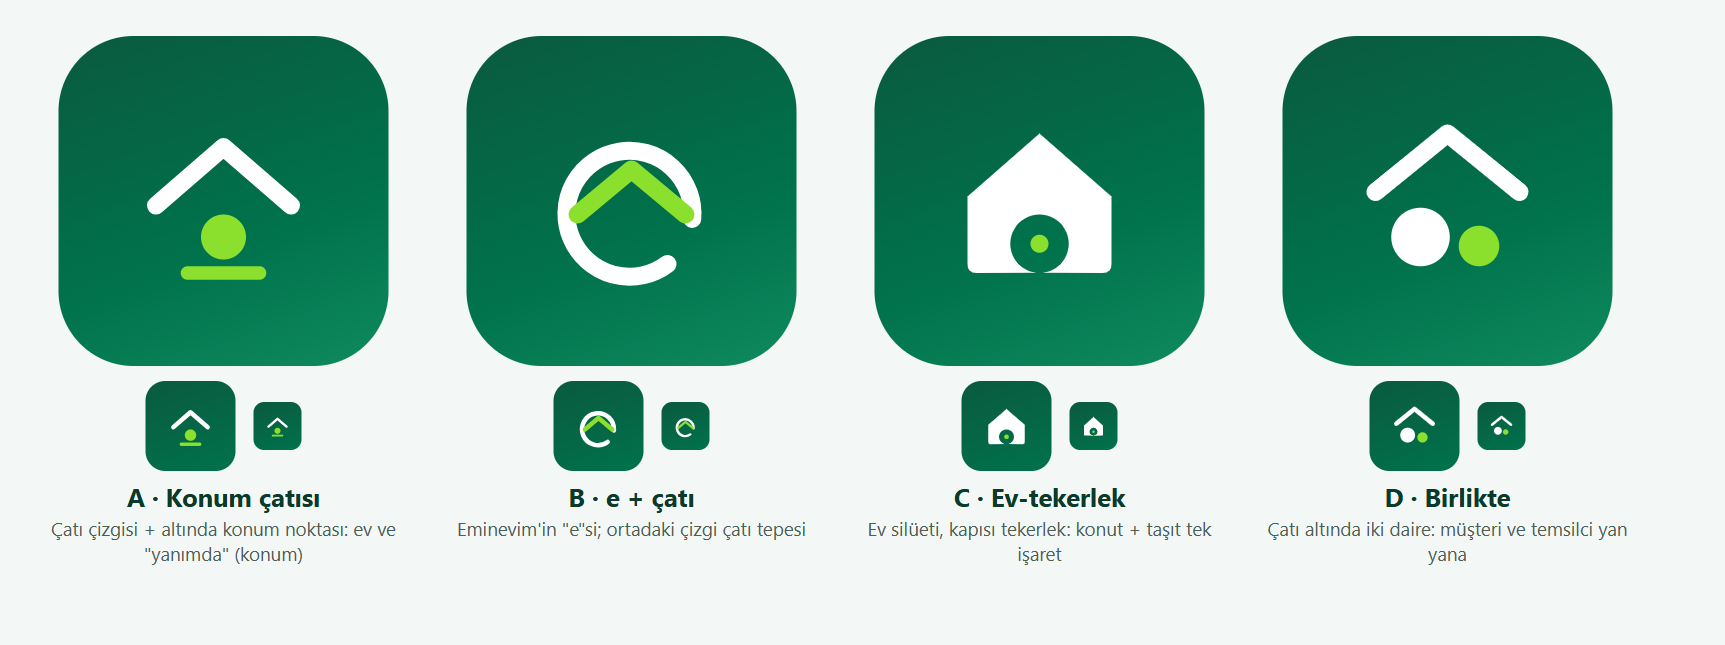 A · Konum çatısı
Çatı çizgisi + altında konum noktası: ev ve
"yanımda" (konum)
B · e + çatı
Eminevim'in "e"si; ortadaki çizgi çatı tepesi
C · Ev-tekerlek
Ev silüeti, kapısı tekerlek: konut + taşıt tek
işaret
D · Birlikte
Çatı altında iki daire: müşteri ve temsilci yan
yana